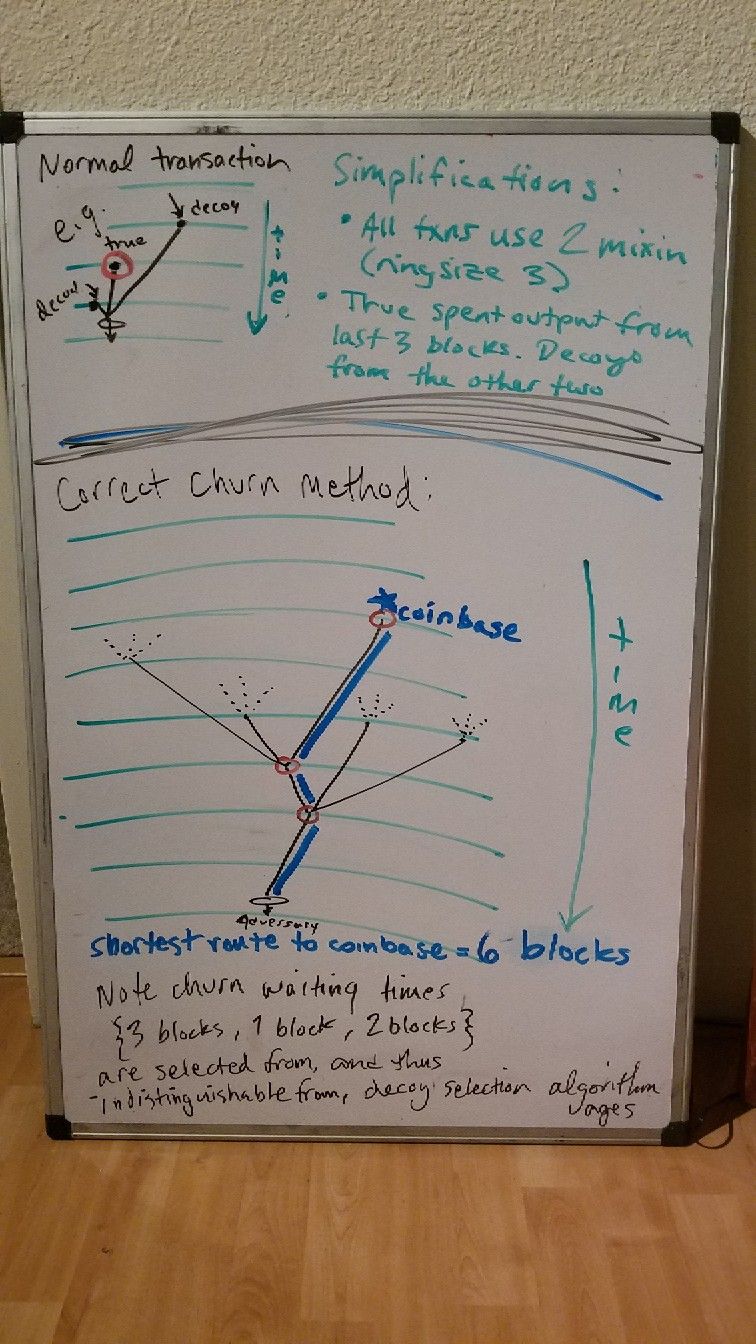 Normal transaction
e.g.
decoy
true
decoy
time
Simplifications:
• All txns use 2 mixin
(ringsize 3)
• True spent output from
last 3 blocks. Decoys
from the other two
Correct Churn Method:
coinbase
time
Adversary
shortest route to coinbase = 6 blocks
Note churn waiting times
{3 blocks, 1 block, 2 blocks}
are selected from, and thus
indistinguishable from, decoy selection algorithm
ages